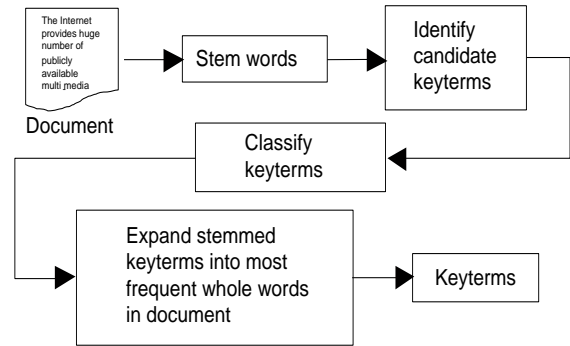 The Internet
provides huge
number of
publicly
available
multi media
Document
Stem words
Identify
candidate
keyterms
Classify
keyterms
Expand stemmed
keyterms into most
frequent whole words
in document
Keyterms